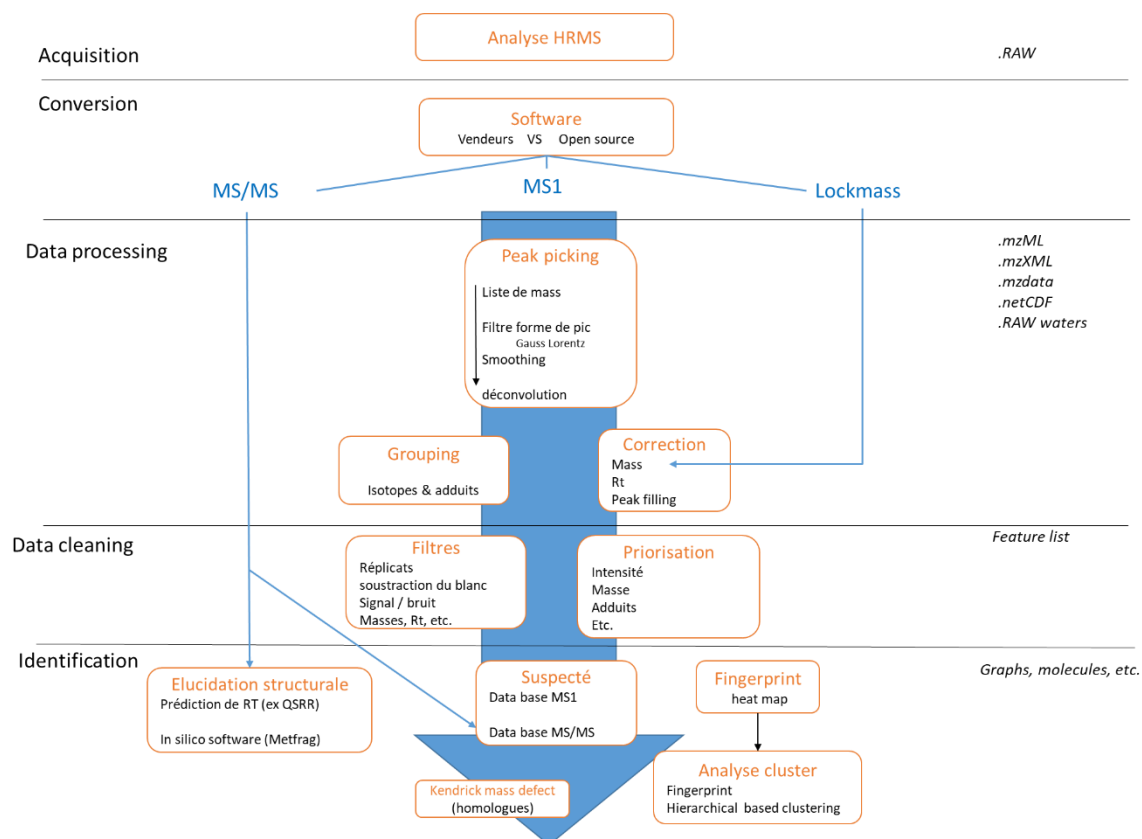 Analyse HRMS
Acquisition
.RAW
Conversion
Software
Vendeurs VS Open source
MS/MS
MS1
Lockmass
Data processing
Peak picking
Liste de mass
Filtre forme de pic
Gauss Lorentz
Smoothing
déconvolution
.mzML
.mzXML
.mzdata
.netCDF
.RAW waters
Grouping
Isotopes & adduits
Correction
Mass
Rt
Peak filling
Data cleaning
Feature list
Filtres
Réplicats
soustraction du blanc
Signal / bruit
Masses, Rt, etc.
Priorisation
Intensité
Masse
Adduits
Etc.
Identification
Graphs, molecules, etc.
Elucidation structurale
Prédiction de RT (ex QSRR)
In silico software (Metfrag)
Suspecté
Data base MS1
Data base MS/MS
Fingerprint
heat map
Kendrick mass defect
(homologues)
Analyse cluster
Fingerprint
Hierarchical based clustering